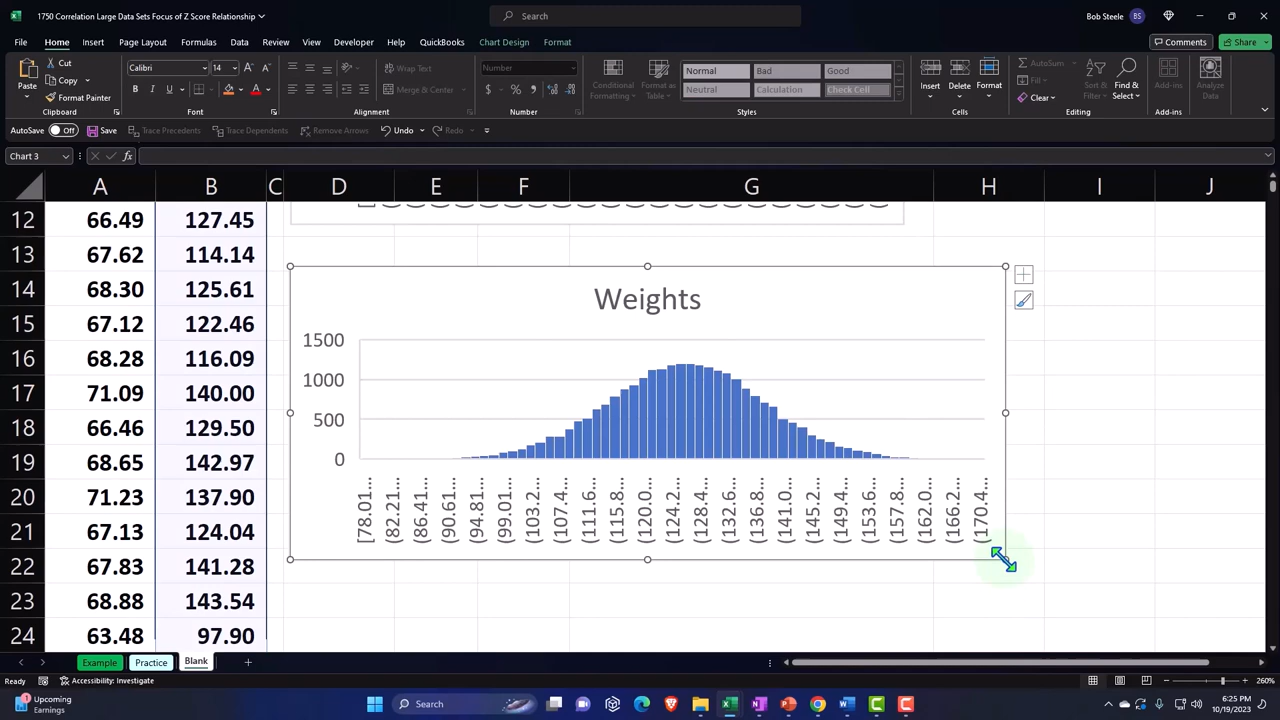 1750 Correlation Large Data Sets Focus of Z Score Relationship
Search
Bob Steele BS
File Home Insert Page Layout Formulas Data Review View Developer Help QuickBooks Chart Design Format
Comments Share
Paste
Cut
Copy
Format Painter
Clipboard
Calibri 14
B I U
Font
Wrap Text
Merge & Center
Alignment
Number
$ %
Number
Conditional Formatting
Format as Table
Normal Bad Good
Neutral Calculation Check Cell
Styles
Insert Delete Format
Cells
AutoSum
Fill
Clear
Sort & Filter
Find & Select
Editing
Add-ins
Add-ins
Analyze Data
AutoSave Off Save Trace Precedents Trace Dependents Remove Arrows Undo Redo
Chart 3 fx
A B C D E F G H I J
12 66.49 127.45
13 67.62 114.14
14 68.30 125.61
15 67.12 122.46
16 68.28 116.09
17 71.09 140.00
18 66.46 129.50
19 68.65 142.97
20 71.23 137.90
21 67.13 124.04
22 67.83 141.28
23 68.88 143.54
24 63.48 97.90
Weights
1500
1000
500
0
[78.01... (82.21... (86.41... (90.61... (94.81... (99.01... (103.2... (107.4... (111.6... (115.8... (120.0... (124.2... (128.4... (132.6... (136.8... (141.0... (145.2... (149.4... (153.6... (157.8... (162.0... (166.2... (170.4...
Example Practice Blank
Ready Accessibility: Investigate 260%
Upcoming
Earnings
1
Search
6:25 PM
10/19/2023